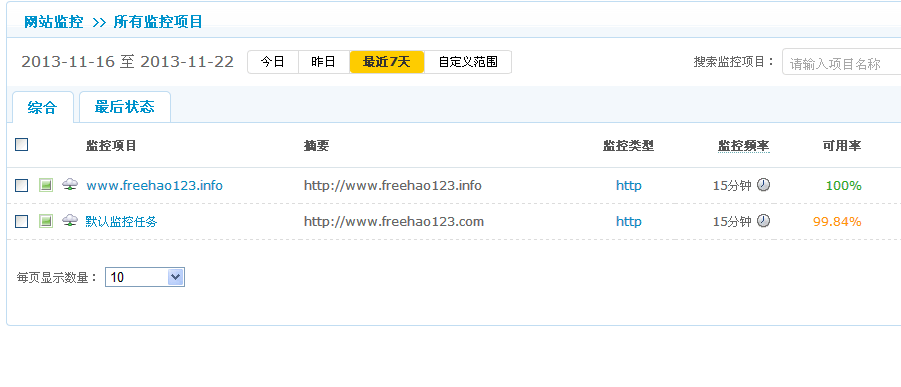 网站监控 >> 所有监控项目
2013-11-16 至 2013-11-22 今日 昨日 最近7天 自定义范围 搜索监控项目： 请输入项目名称
综合 最后状态
监控项目 摘要 监控类型 监控频率 可用率
www.freehao123.info http://www.freehao123.info http 15分钟 100%
默认监控任务 http://www.freehao123.com http 15分钟 99.84%
每页显示数量： 10